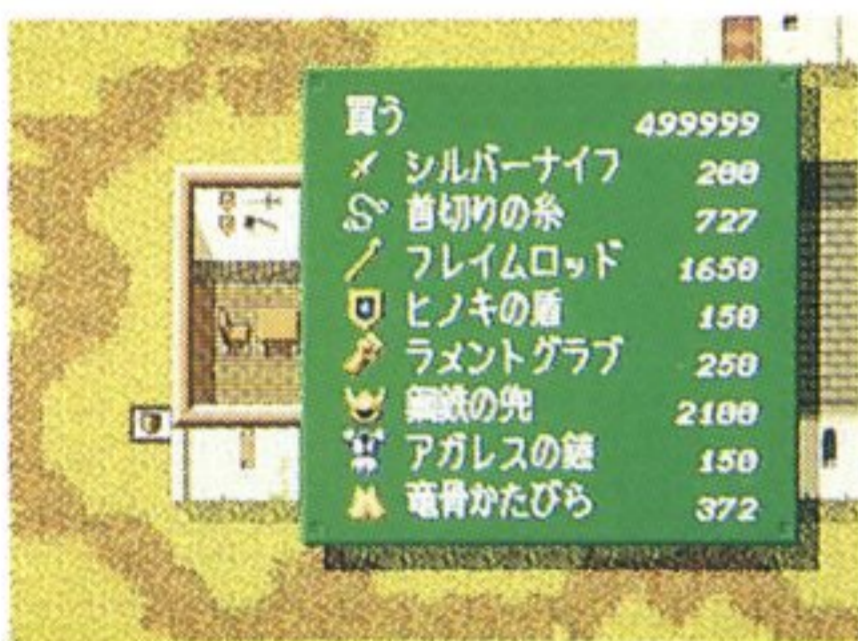 買う 499999
シルバーナイフ 200
首切りの糸 727
フレイムロッド 1650
ヒノキの盾 150
ラメントグラブ 250
鋼鉄の兜 2100
アガレスの鎧 150
竜骨かたびら 372